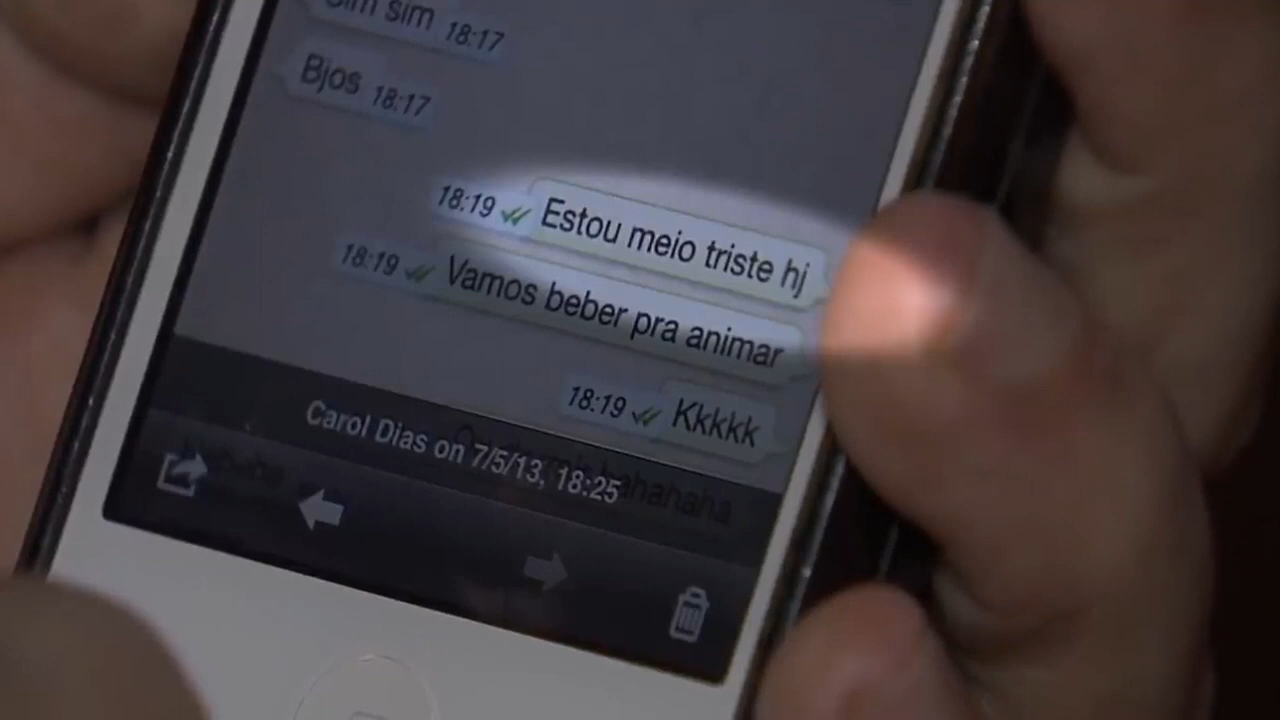 Sim sim 18:17
Bjos 18:17
18:19 Estou meio triste hj
18:19 Vamos beber pra animar
18:19 Kkkkk
Carol Dias on 7/5/13, 18:25
hahahaha